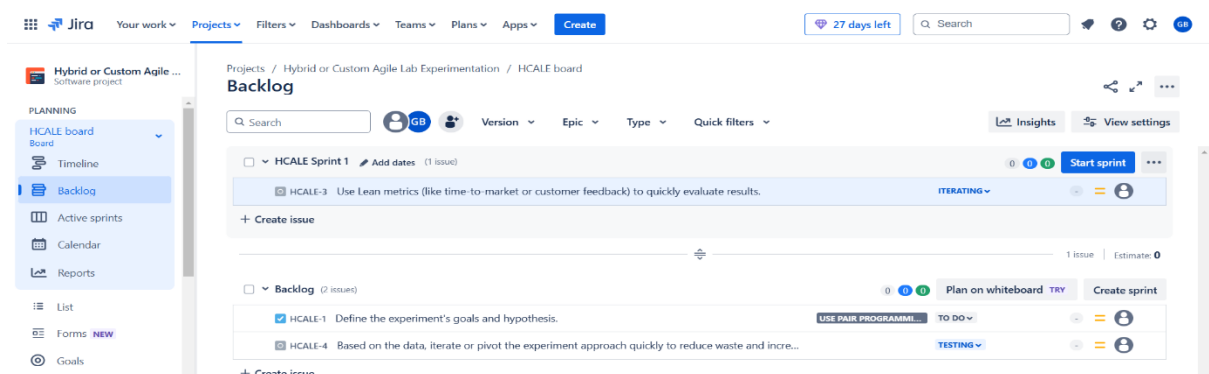 Jira Your work Projects Filters Dashboards Teams Plans Apps Create 27 days left Search GB
Hybrid or Custom Agile ...
Software project
PLANNING
HCALE board
Board
Timeline
Backlog
Active sprints
Calendar
Reports
List
Forms NEW
Goals
Projects / Hybrid or Custom Agile Lab Experimentation / HCALE board
Backlog
Search GB Version Epic Type Quick filters Insights View settings
HCALE Sprint 1 Add dates (1 issue) 0 0 0 Start sprint
HCALE-3 Use Lean metrics (like time-to-market or customer feedback) to quickly evaluate results. ITERATING -
+ Create issue
1 issue Estimate: 0
Backlog (2 issues) 0 0 0 Plan on whiteboard TRY Create sprint
HCALE-1 Define the experiment's goals and hypothesis. USE PAIR PROGRAMMI... TO DO -
HCALE-4 Based on the data, iterate or pivot the experiment approach quickly to reduce waste and incre... TESTING -
+ Create issue